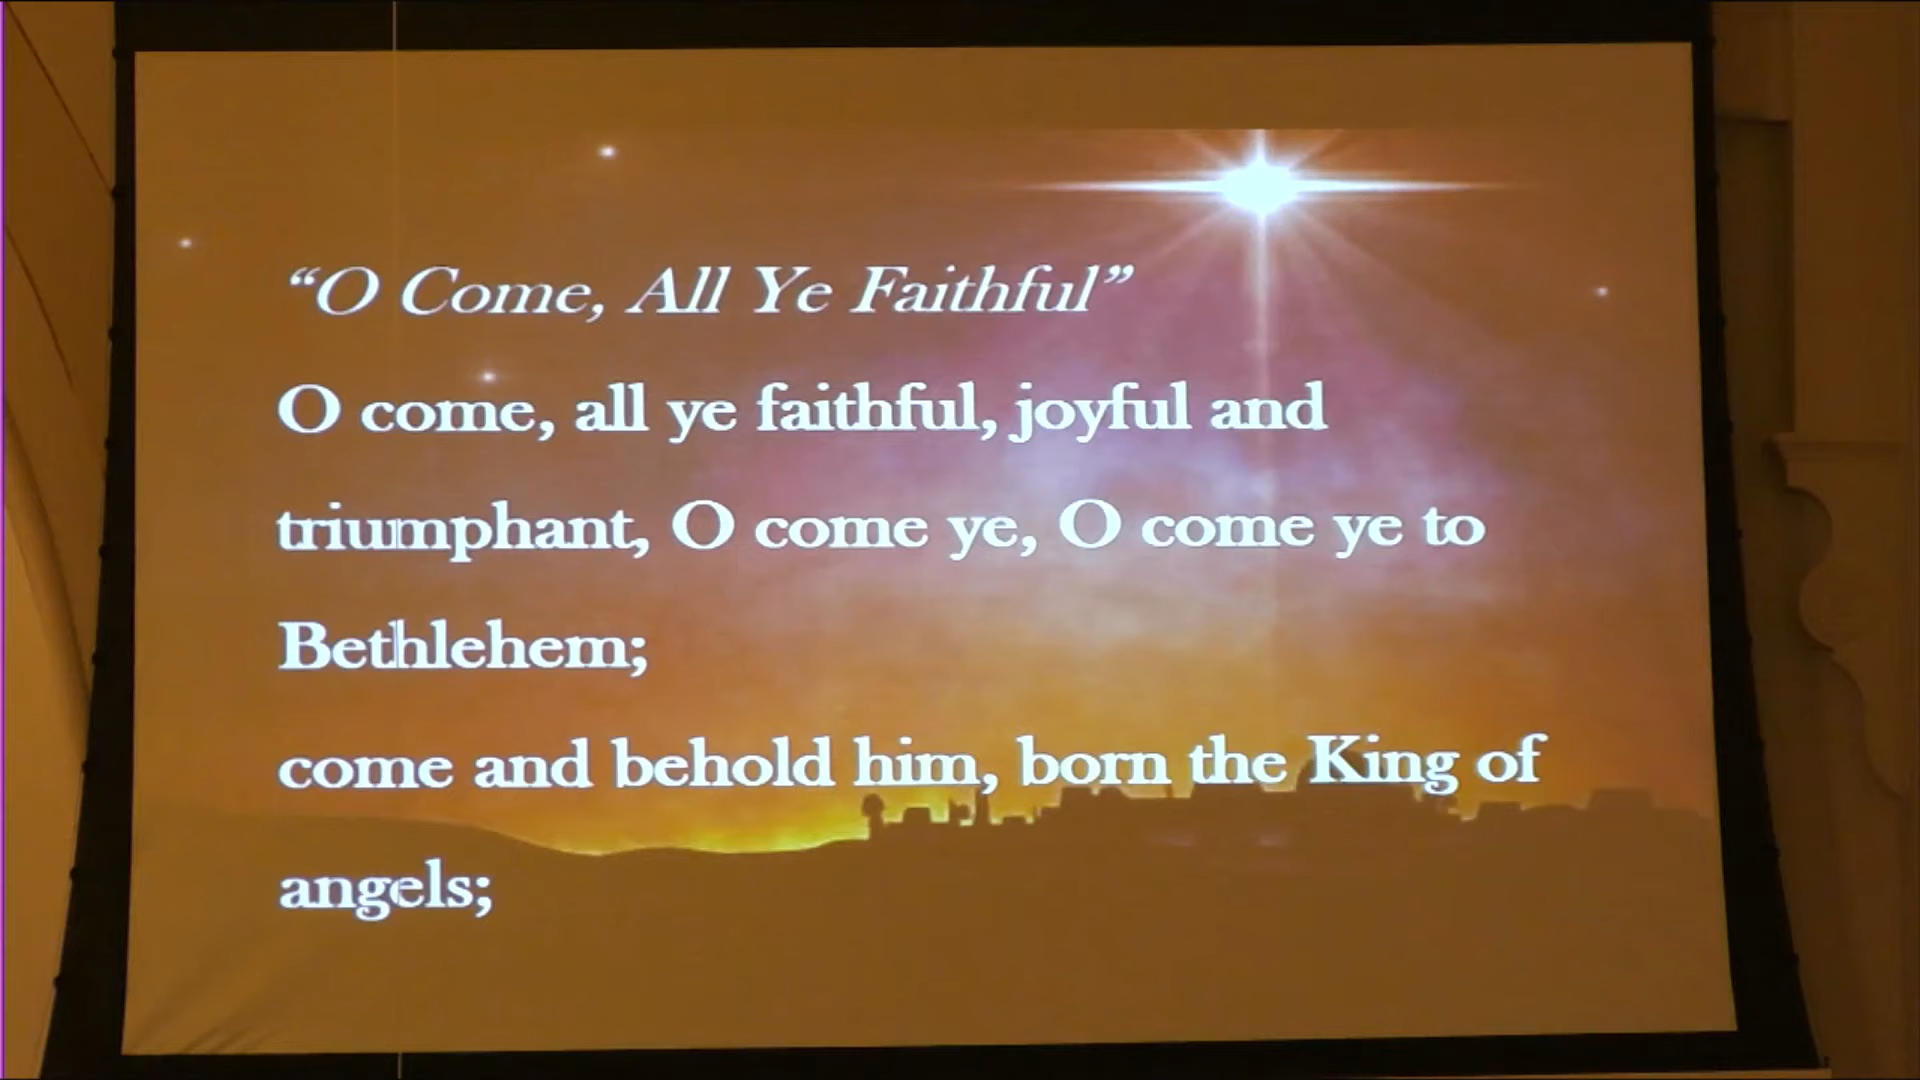 “O Come, All Ye Faithful”
O come, all ye faithful, joyful and
triumphant, O come ye, O come ye to
Bethlehem;
come and behold him, born the King of
angels;